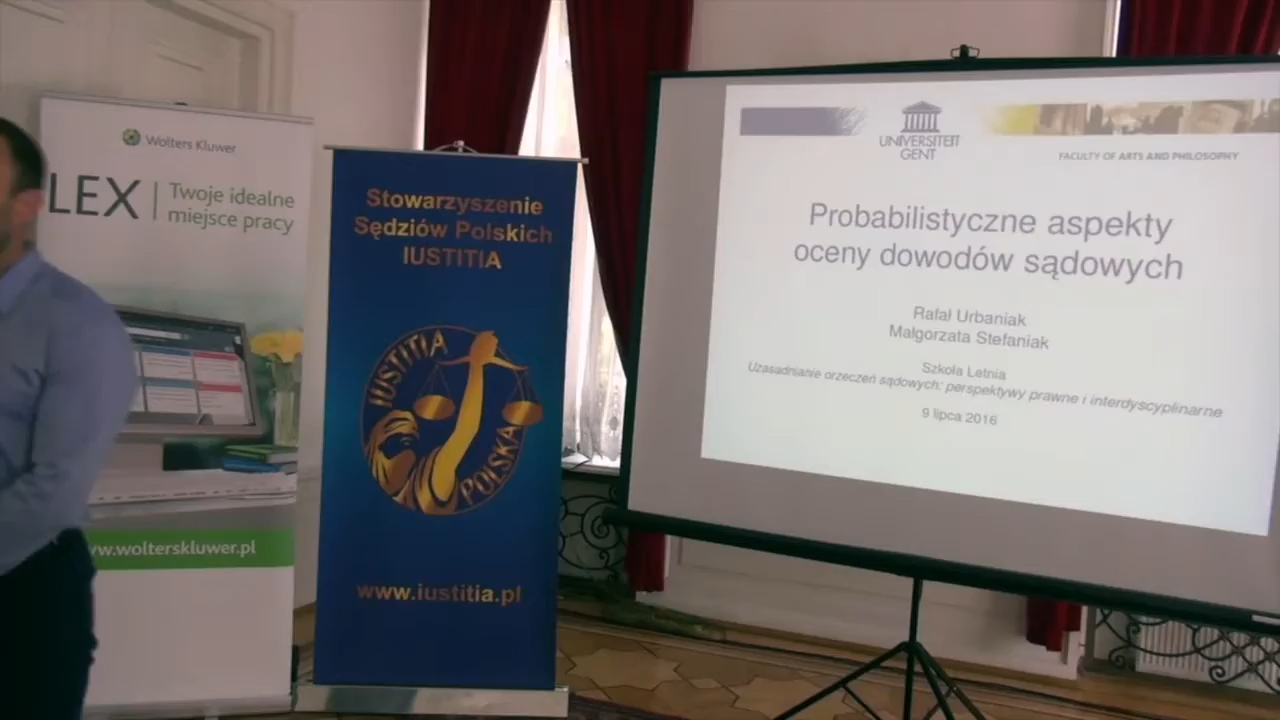 Wolters Kluwer
LEX
Twoje idealne
miejsce pracy
www.wolterskluwer.pl
Stowarzyszenie
Sędziów Polskich
IUSTITIA
IUSTITIA
POLSKA
www.iustitia.pl
UNIVERSITEIT
GENT
FACULTY OF ARTS AND PHILOSOPHY
Probabilistyczne aspekty
oceny dowodów sądowych
Rafał Urbaniak
Małgorzata Stefaniak
Szkoła Letnia
Uzasadnianie orzeczeń sądowych: perspektywy prawne i interdyscyplinarne
9 lipca 2016